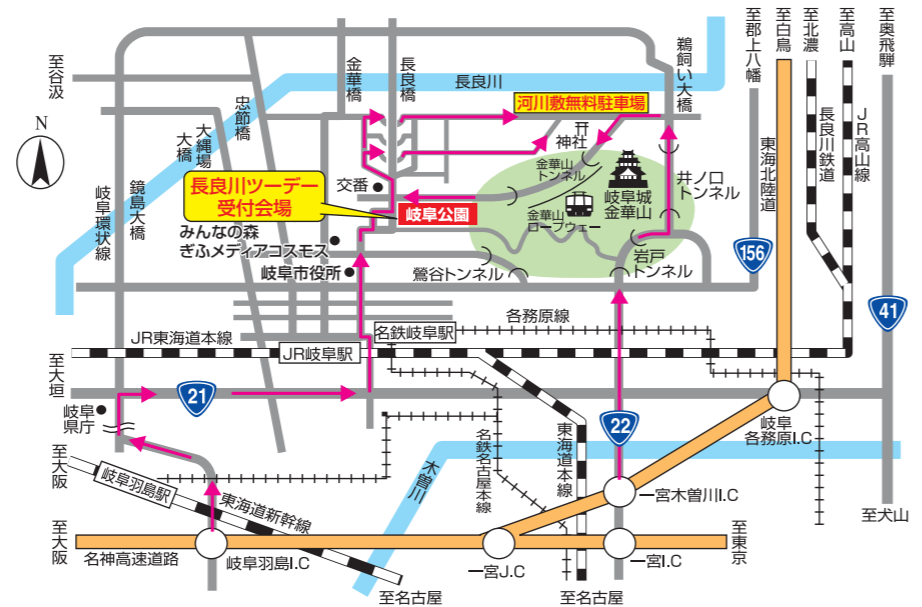 至谷汲
忠節橋
大縄場
大橋
金華橋
長良橋
長良川
鵜飼い大橋
至郡上八幡
至白鳥
至北濃
至高山
至奥飛騨
N
河川敷無料駐車場
神社
金華山
トンネル
岐阜城
金華山
井ノ口
トンネル
東海北陸道
長良川鉄道
JR高山線
岐阜環状線
鏡島大橋
長良川ツーデー
受付会場
交番
岐阜公園
みんなの森
ぎふメディアコスモス
岐阜市役所
金華山
ロープウェー
岩戸
トンネル
鶯谷トンネル
156
41
JR東海道本線
JR岐阜駅
名鉄岐阜駅
各務原線
至大垣
21
22
岐阜
県庁
岐阜
各務原I.C
至大阪
岐阜羽島駅
東海道新幹線
木曽川
名鉄名古屋本線
東海道本線
一宮木曽川I.C
至犬山
至大阪
名神高速道路
岐阜羽島I.C
一宮J.C
一宮I.C
至東京
至名古屋
至名古屋